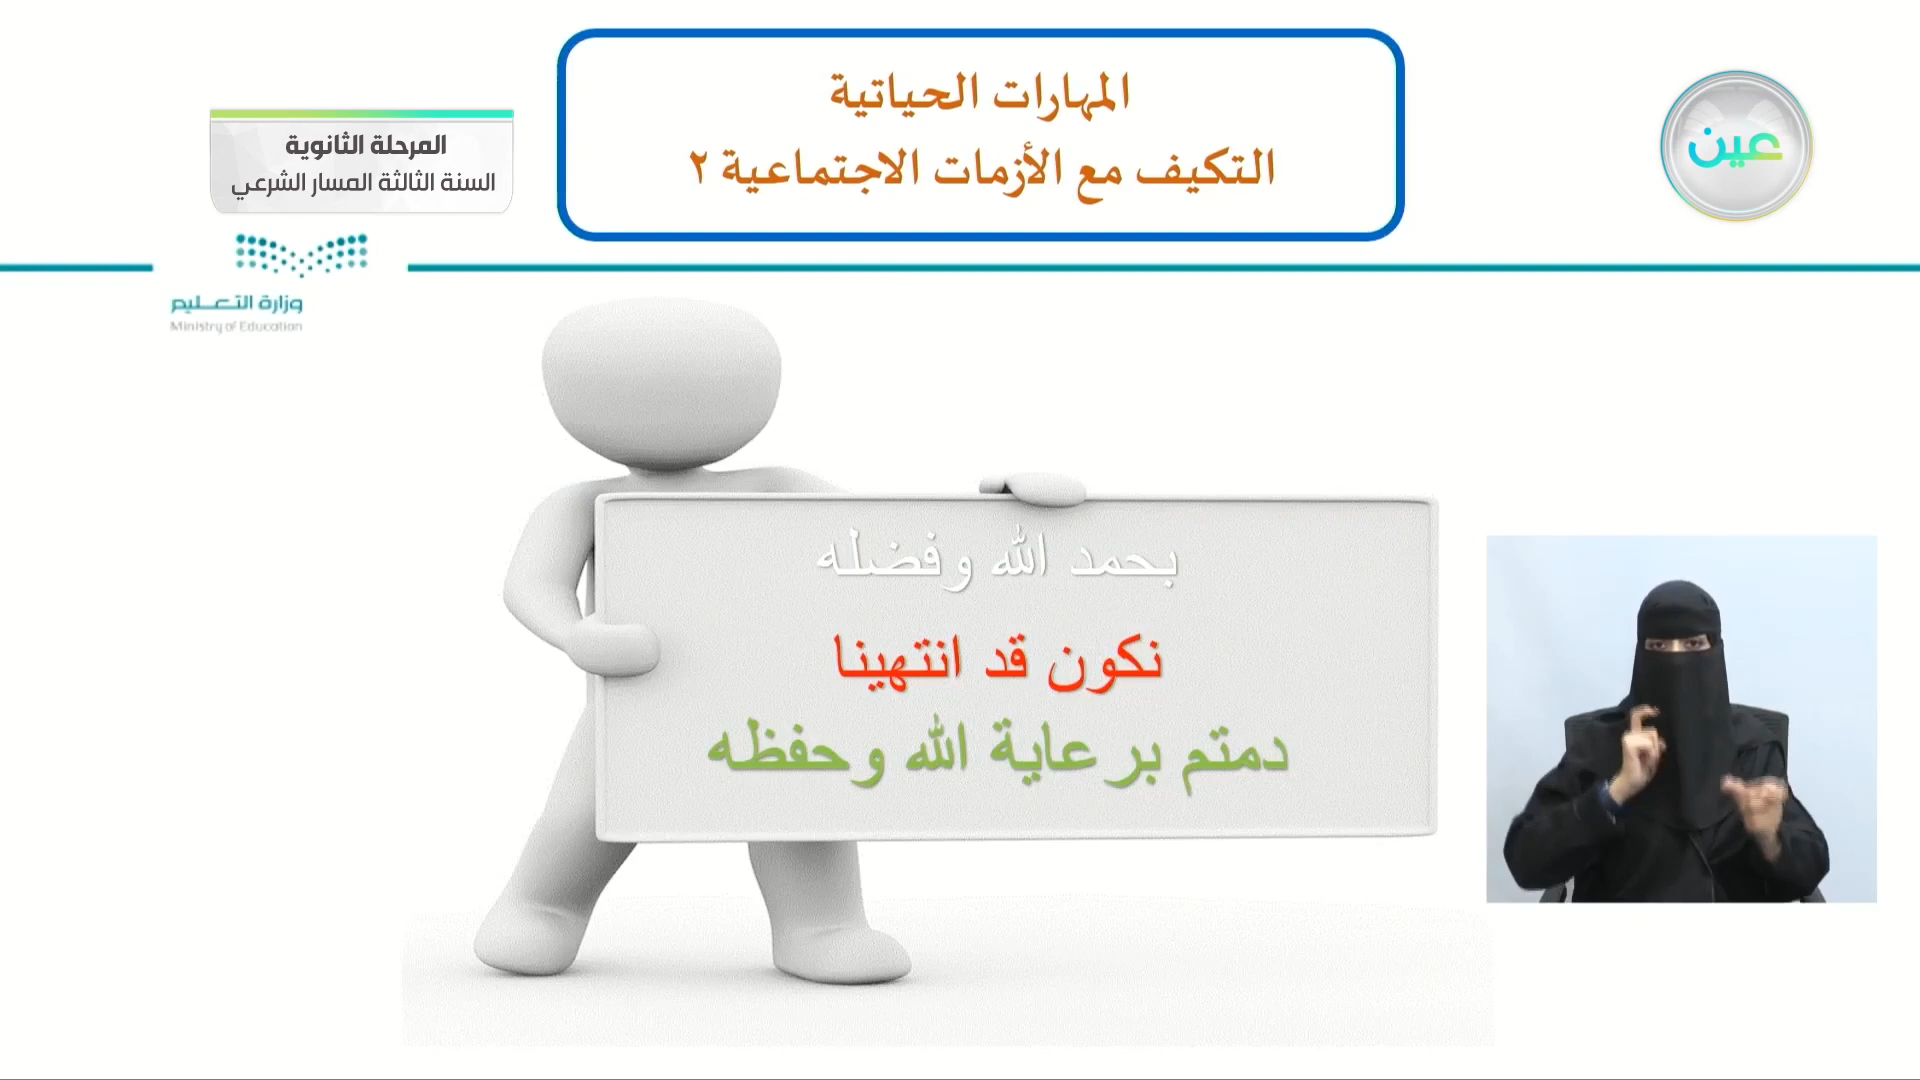 المهارات الحياتية
التكيف مع الأزمات الاجتماعية ٢
عين
المرحلة الثانوية
السنة الثالثة المسار الشرعي
وزارة التعليم
Ministry of Education
بحمد الله وفضله
نكون قد انتهينا
دمتم برعاية الله وحفظه